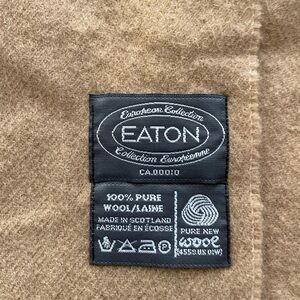 European Collection
EATON
Collection Européenne
CA.00010
100% PURE
WOOL/LAINE
MADE IN SCOTLAND
FABRIQUÉ EN ÉCOSSE
A P
PURE NEW
wool